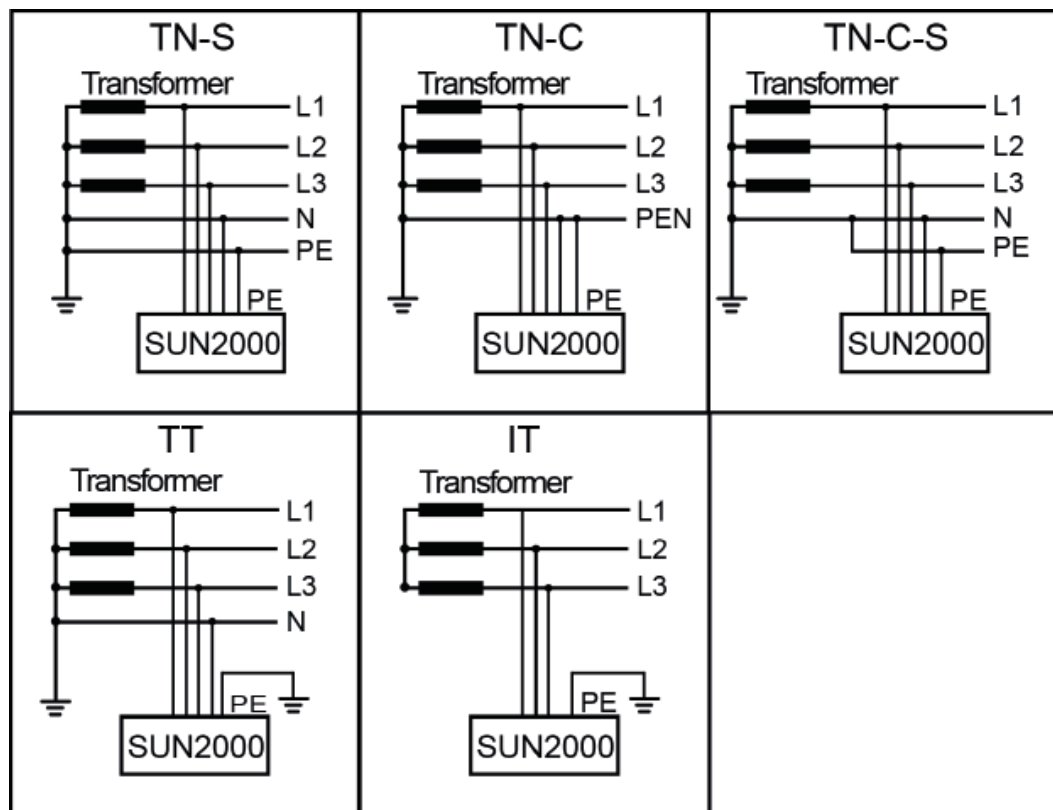 TN-S
Transformer
L1
L2
L3
N
PE
PE
SUN2000
TN-C
Transformer
L1
L2
L3
PEN
PE
SUN2000
TN-C-S
Transformer
L1
L2
L3
N
PE
PE
SUN2000
TT
Transformer
L1
L2
L3
N
PE
SUN2000
IT
Transformer
L1
L2
L3
PE
SUN2000